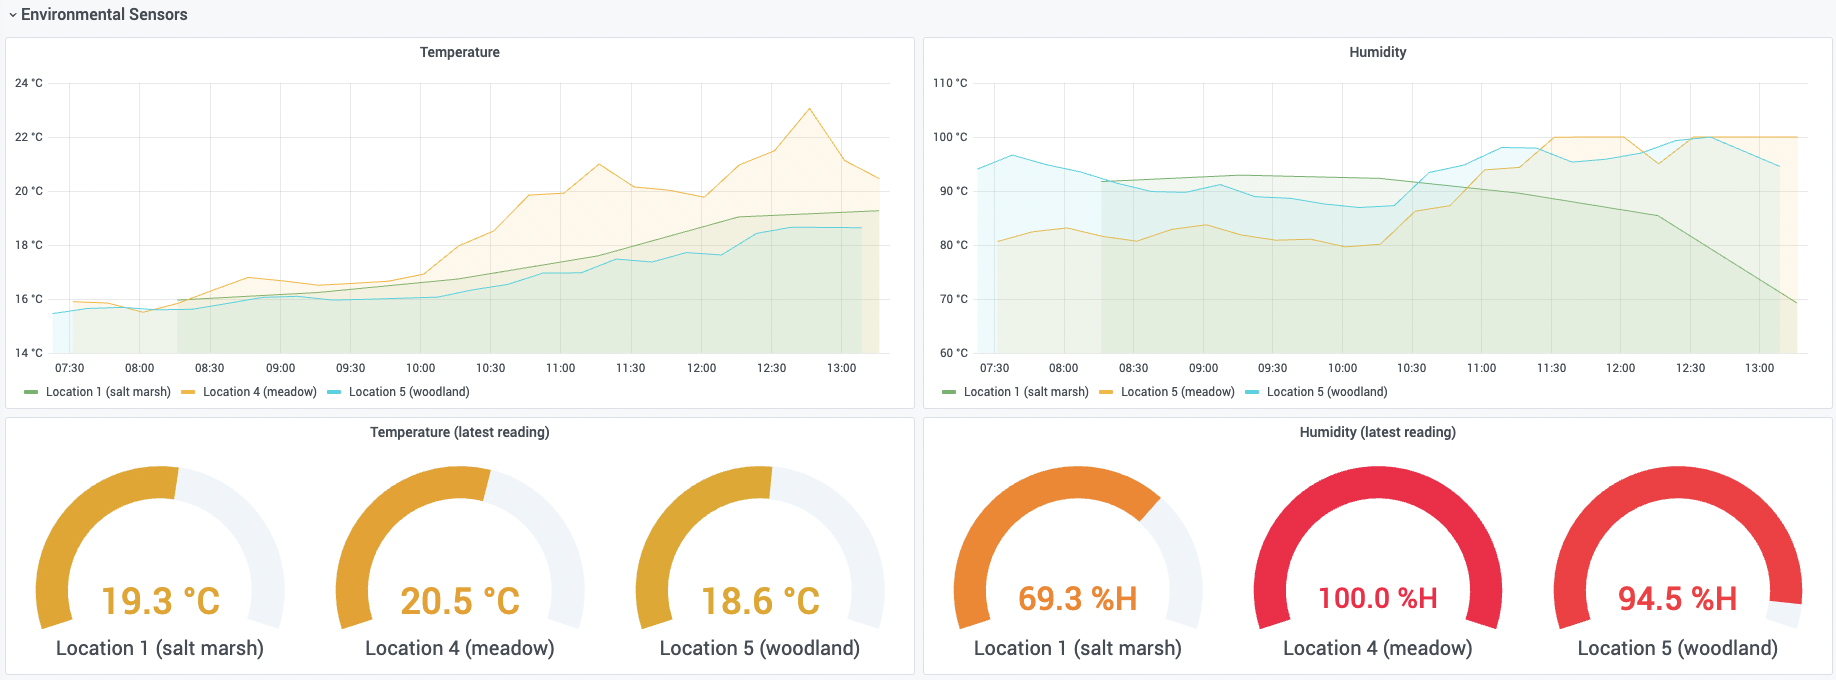 Environmental Sensors
Temperature
24 °C
22 °C
20 °C
18 °C
16 °C
14 °C
07:30 08:00 08:30 09:00 09:30 10:00 10:30 11:00 11:30 12:00 12:30 13:00
Location 1 (salt marsh) Location 4 (meadow) Location 5 (woodland)
Humidity
110 °C
100 °C
90 °C
80 °C
70 °C
60 °C
07:30 08:00 08:30 09:00 09:30 10:00 10:30 11:00 11:30 12:00 12:30 13:00
Location 1 (salt marsh) Location 5 (meadow) Location 5 (woodland)
Temperature (latest reading)
19.3 °C 20.5 °C 18.6 °C
Location 1 (salt marsh) Location 4 (meadow) Location 5 (woodland)
Humidity (latest reading)
69.3 %H 100.0 %H 94.5 %H
Location 1 (salt marsh) Location 4 (meadow) Location 5 (woodland)